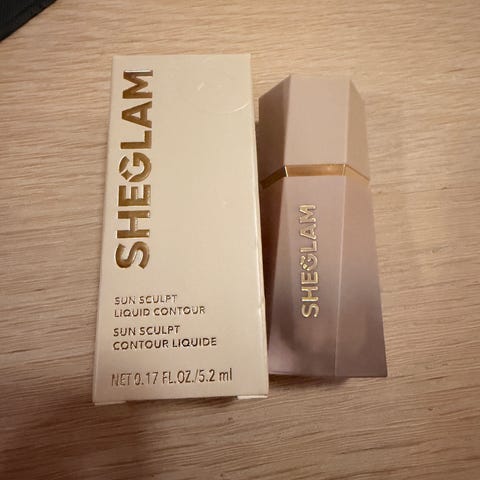 SHEGLAM
SUN SCULPT
LIQUID CONTOUR
SUN SCULPT
CONTOUR LIQUIDE
NET 0.17 FL.OZ./5.2 ml
SHEGLAM